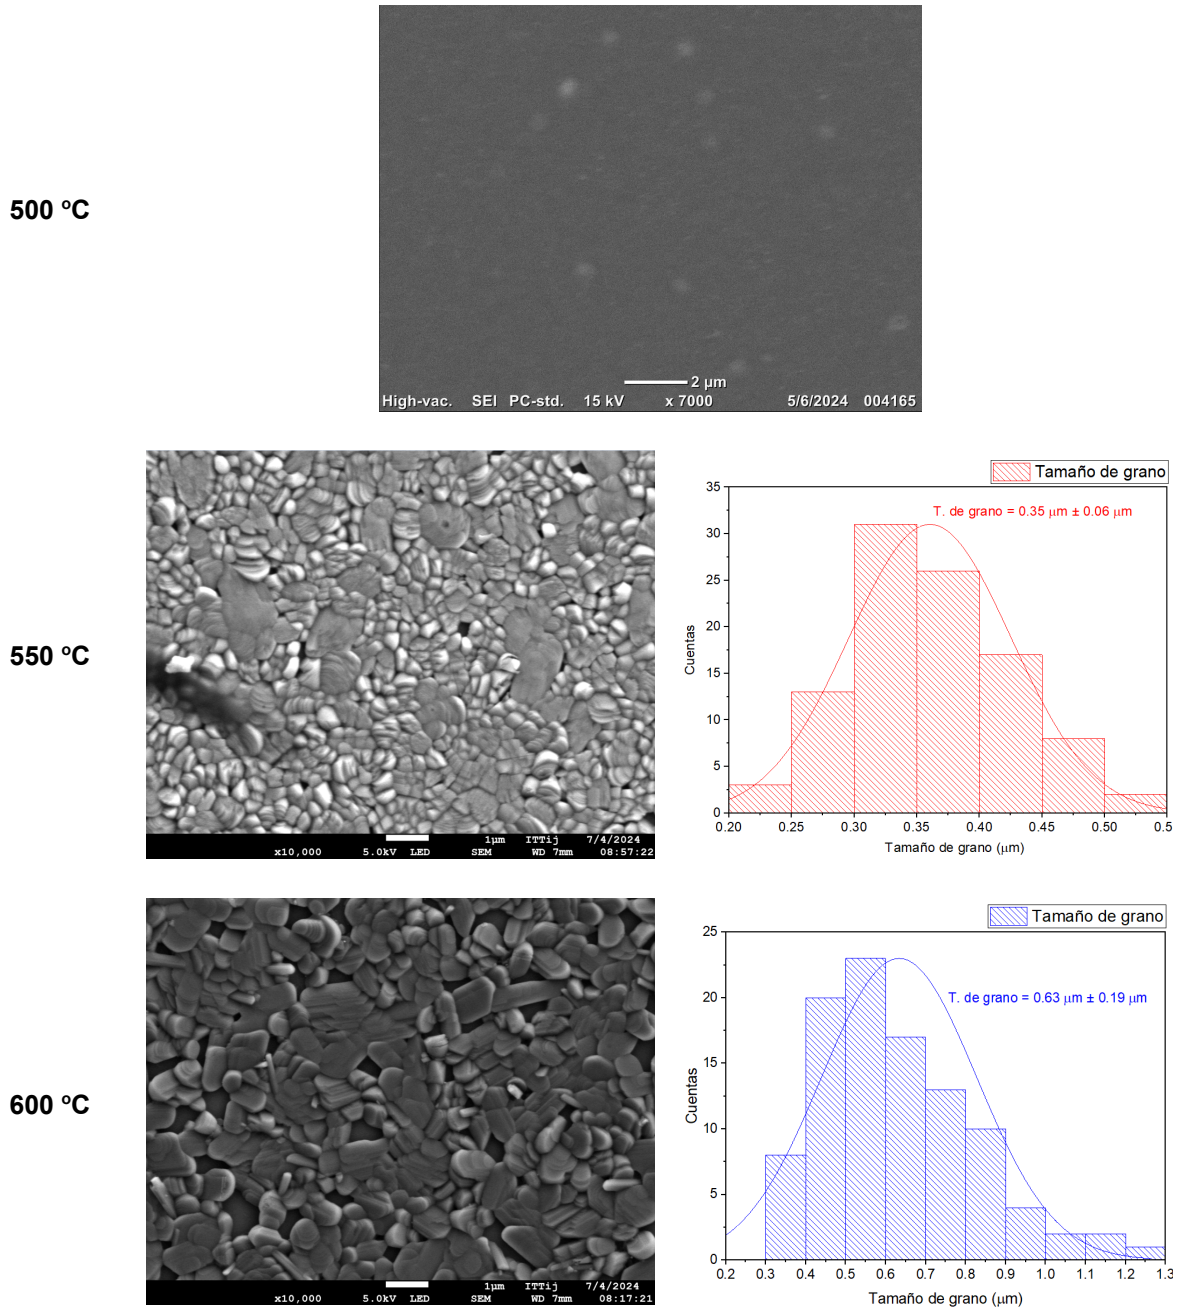 500 ºC
2 µm
High-vac. SEI PC-std. 15 kV x 7000 5/6/2024 004165
550 ºC
1µm ITTij 7/4/2024
x10,000 5.0kV LED SEM WD 7mm 08:57:22
Tamaño de grano
T. de grano = 0.35 µm ± 0.06 µm
35
30
25
20
15
10
5
0
Cuentas
0.20 0.25 0.30 0.35 0.40 0.45 0.50 0.5
Tamaño de grano (µm)
600 ºC
1µm ITTij 7/4/2024
x10,000 5.0kV LED SEM WD 7mm 08:17:21
Tamaño de grano
T. de grano = 0.63 µm ± 0.19 µm
25
20
15
10
5
0
Cuentas
0.2 0.3 0.4 0.5 0.6 0.7 0.8 0.9 1.0 1.1 1.2 1.3
Tamaño de grano (µm)